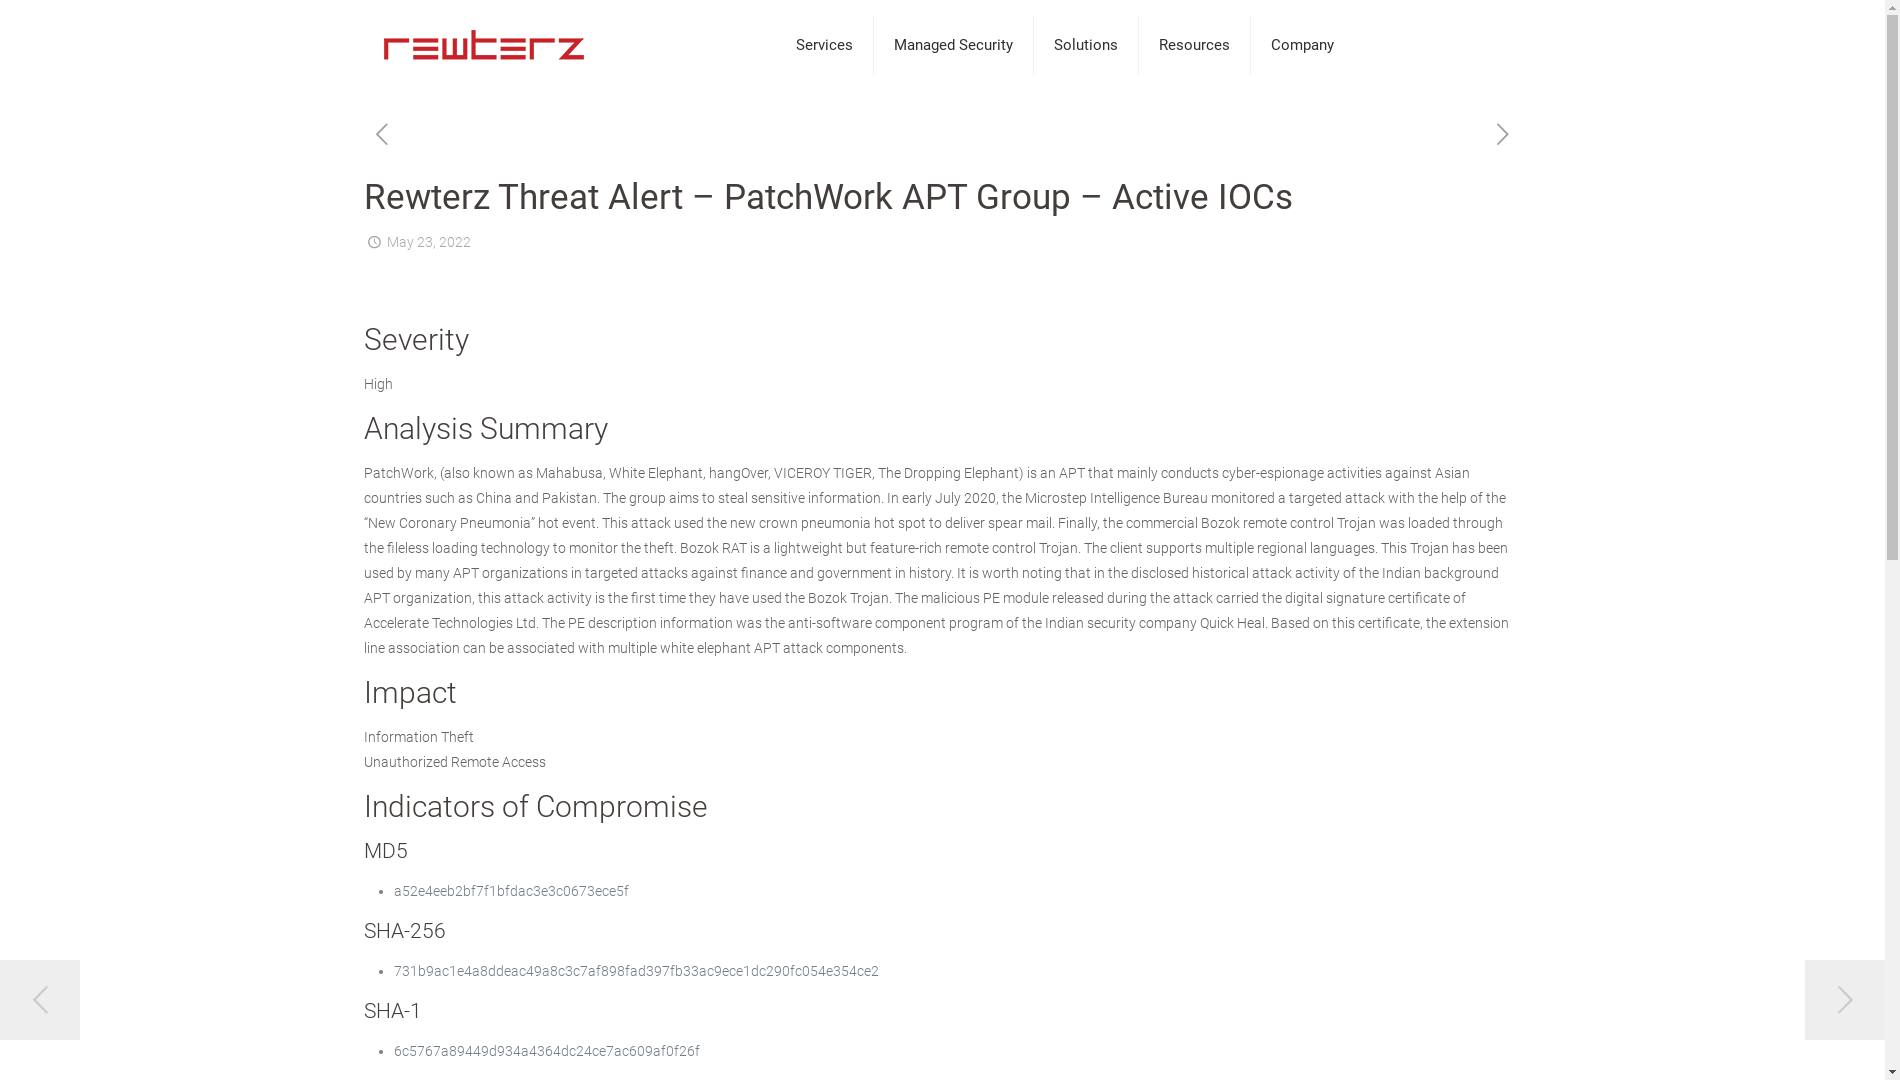 rewterz
Services
Managed Security
Solutions
Resources
Company
Rewterz Threat Alert – PatchWork APT Group – Active IOCs
May 23, 2022
Severity
High
Analysis Summary
PatchWork, (also known as Mahabusa, White Elephant, hangOver, VICEROY TIGER, The Dropping Elephant) is an APT that mainly conducts cyber-espionage activities against Asian
countries such as China and Pakistan. The group aims to steal sensitive information. In early July 2020, the Microstep Intelligence Bureau monitored a targeted attack with the help of the
“New Coronary Pneumonia” hot event. This attack used the new crown pneumonia hot spot to deliver spear mail. Finally, the commercial Bozok remote control Trojan was loaded through
the fileless loading technology to monitor the theft. Bozok RAT is a lightweight but feature-rich remote control Trojan. The client supports multiple regional languages. This Trojan has been
used by many APT organizations in targeted attacks against finance and government in history. It is worth noting that in the disclosed historical attack activity of the Indian background
APT organization, this attack activity is the first time they have used the Bozok Trojan. The malicious PE module released during the attack carried the digital signature certificate of
Accelerate Technologies Ltd. The PE description information was the anti-software component program of the Indian security company Quick Heal. Based on this certificate, the extension
line association can be associated with multiple white elephant APT attack components.
Impact
Information Theft
Unauthorized Remote Access
Indicators of Compromise
MD5
a52e4eeb2bf7f1bfdac3e3c0673ece5f
SHA-256
731b9ac1e4a8ddeac49a8c3c7af898fad397fb33ac9ece1dc290fc054e354ce2
SHA-1
6c5767a89449d934a4364dc24ce7ac609af0f26f